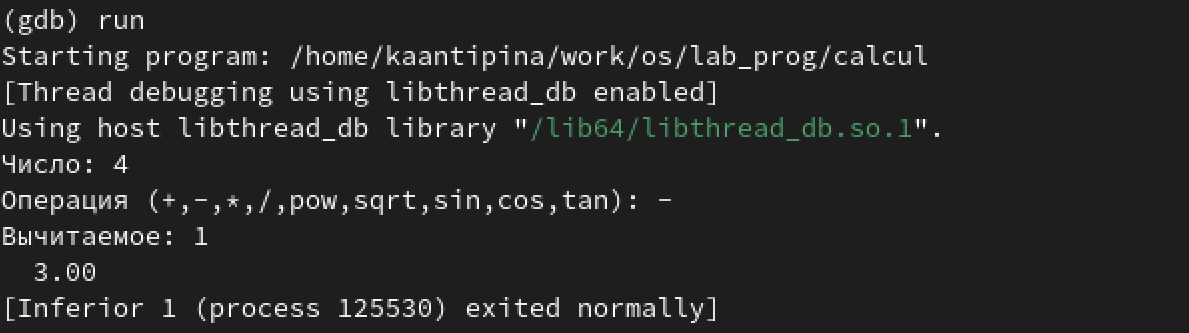 (gdb) run
Starting program: /home/kaantipina/work/os/lab_prog/calcul
[Thread debugging using libthread_db enabled]
Using host libthread_db library "/lib64/libthread_db.so.1".
Число: 4
Операция (+,-,*,/,pow,sqrt,sin,cos,tan): -
Вычитаемое: 1
  3.00
[Inferior 1 (process 125530) exited normally]